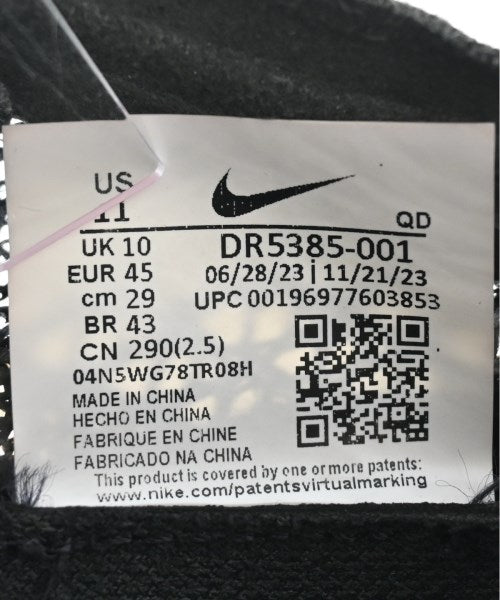 US
11
QD
UK 10
DR5385-001
EUR 45
06/28/23 | 11/21/23
cm 29
UPC 00196977603853
BR 43
CN 290(2.5)
04N5WG78TR08H
MADE IN CHINA
HECHO EN CHINA
FABRIQUE EN CHINE
FABRICADO NA CHINA
This product is covered by one or more patents:
www.nike.com/patentsvirtualmarking